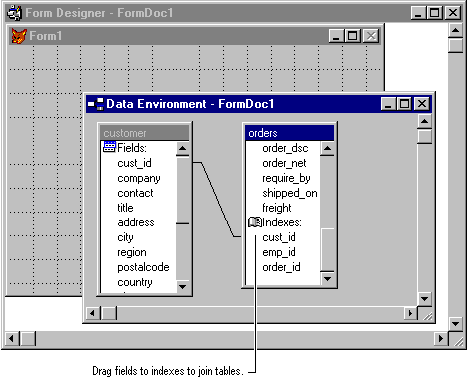 Form Designer - FormDoc1
Form1
Data Environment - FormDoc1
customer
Fields:
cust_id
company
contact
title
address
city
region
postalcode
country
orders
order_dsc
order_net
require_by
shipped_on
freight
Indexes:
cust_id
emp_id
order_id
Drag fields to indexes to join tables.